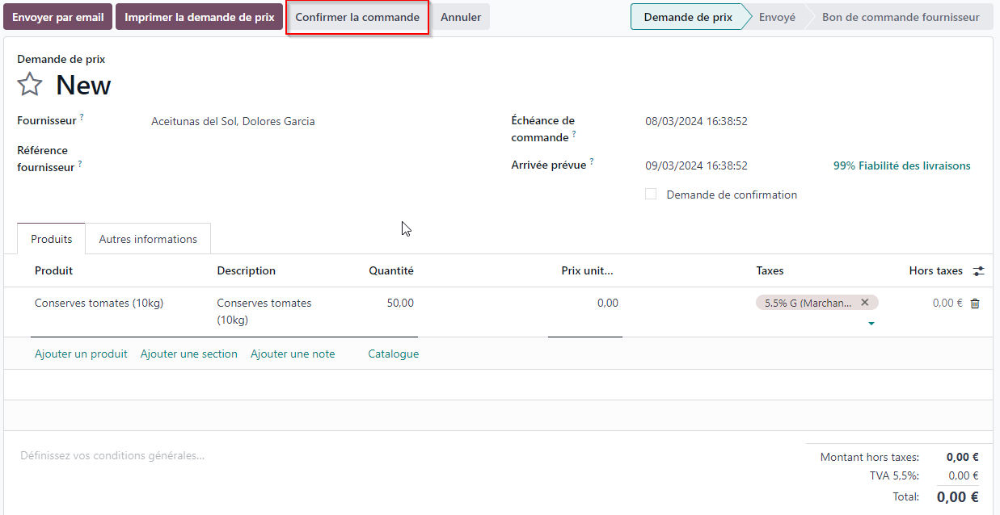 Envoyer par email Imprimer la demande de prix Confirmer la commande Annuler Demande de prix Envoyé Bon de commande fournisseur
Demande de prix
New
Fournisseur ? Aceitunas del Sol, Dolores Garcia
Référence
fournisseur ?
Échéance de
commande ? 08/03/2024 16:38:52
Arrivée prévue ? 09/03/2024 16:38:52 99% Fiabilité des livraisons
Demande de confirmation
Produits Autres informations
Produit Description Quantité Prix unit... Taxes Hors taxes
Conserves tomates (10kg) Conserves tomates 50,00 0,00 5.5% G (Marchan... 0,00 €
(10kg)
Ajouter un produit Ajouter une section Ajouter une note Catalogue
Définissez vos conditions générales...
Montant hors taxes: 0,00 €
TVA 5,5%: 0,00 €
Total: 0,00 €